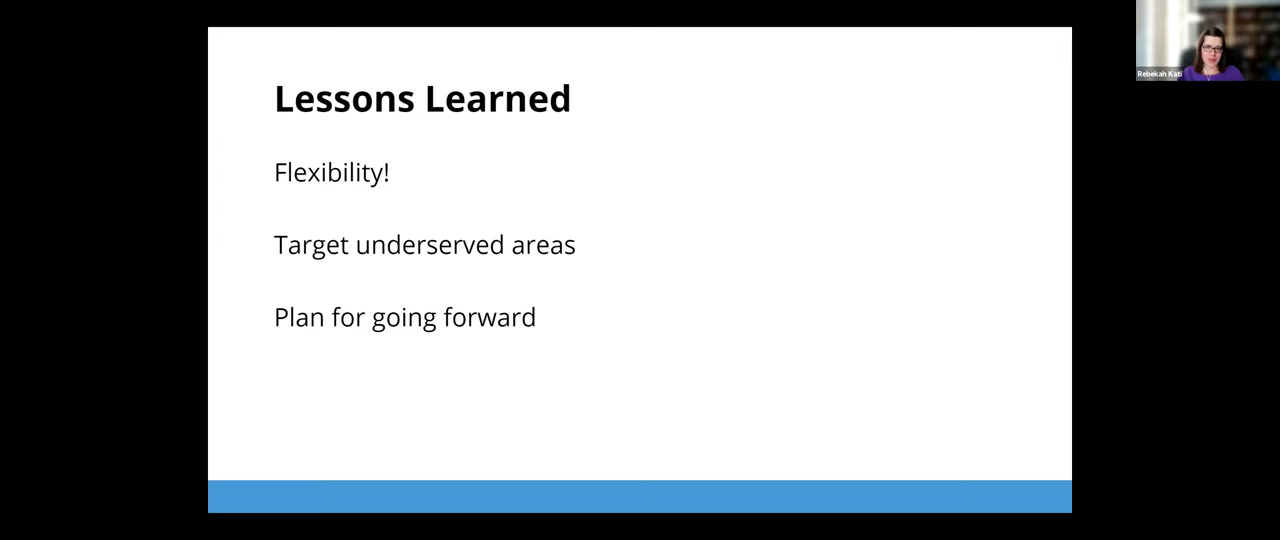 Lessons Learned
Flexibility!
Target underserved areas
Plan for going forward
Rebekah Kati